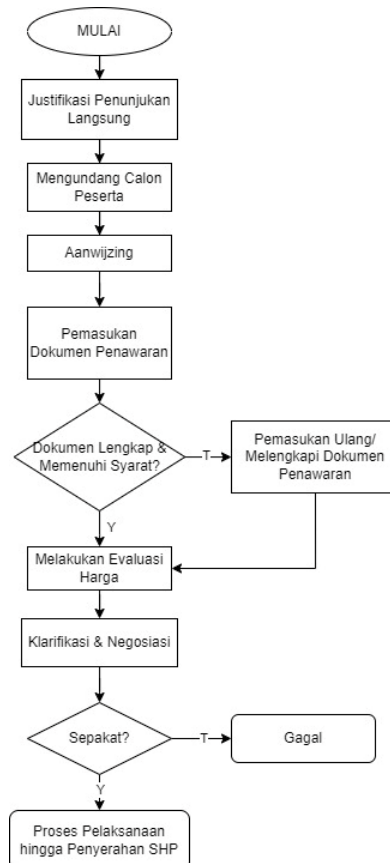 MULAI
Justifikasi Penunjukan
Langsung
Mengundang Calon
Peserta
Aanwijzing
Pemasukan
Dokumen Penawaran
Dokumen Lengkap &
Memenuhi Syarat?
T
Pemasukan Ulang/
Melengkapi Dokumen
Penawaran
Y
Melakukan Evaluasi
Harga
Klarifikasi & Negosiasi
Sepakat?
T
Gagal
Y
Proses Pelaksanaan
hingga Penyerahan SHP